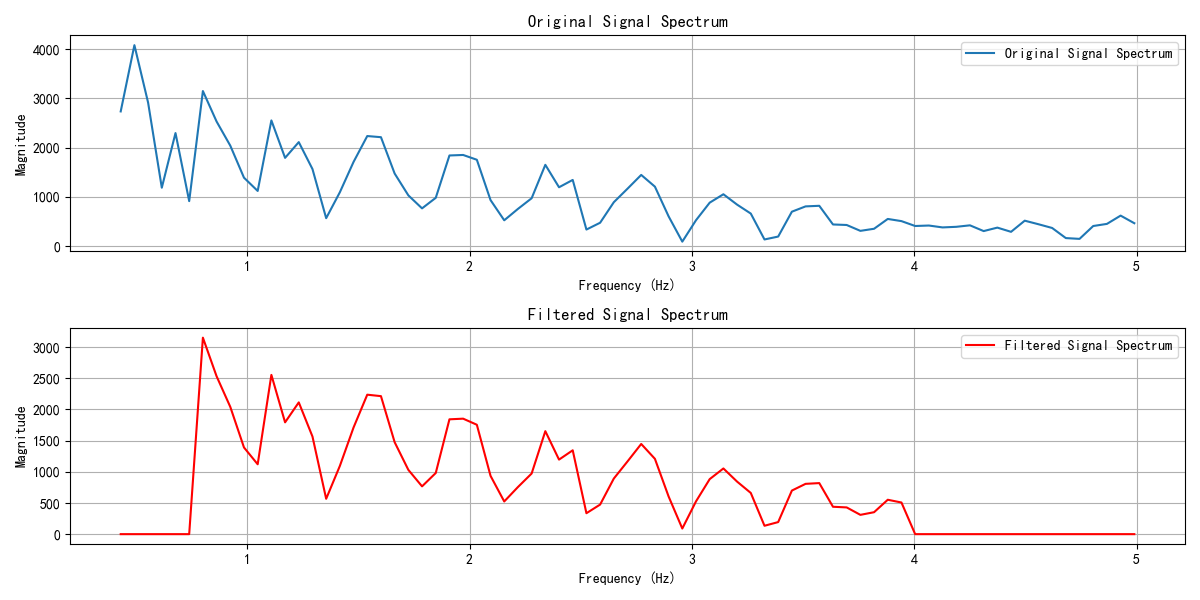 Original Signal Spectrum
Original Signal Spectrum
4000
3000
2000
1000
0
Magnitude
1 2 3 4 5
Frequency (Hz)
Filtered Signal Spectrum
Filtered Signal Spectrum
3000
2500
2000
1500
1000
500
0
Magnitude
1 2 3 4 5
Frequency (Hz)